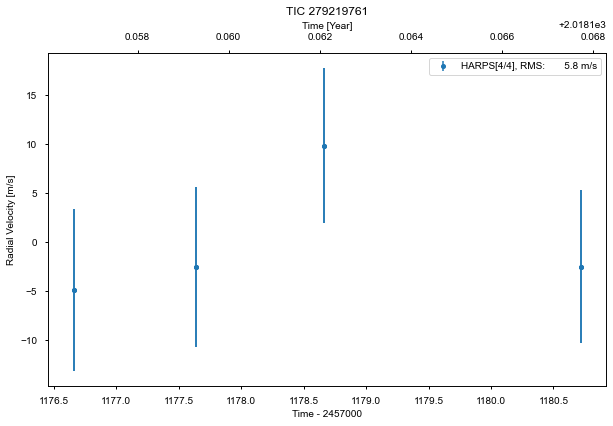 TIC 279219761
Time [Year]
+2.0181e3
0.058 0.060 0.062 0.064 0.066 0.068
HARPS[4/4], RMS: 5.8 m/s
15
10
5
0
−5
−10
Radial Velocity [m/s]
1176.5 1177.0 1177.5 1178.0 1178.5 1179.0 1179.5 1180.0 1180.5
Time - 2457000